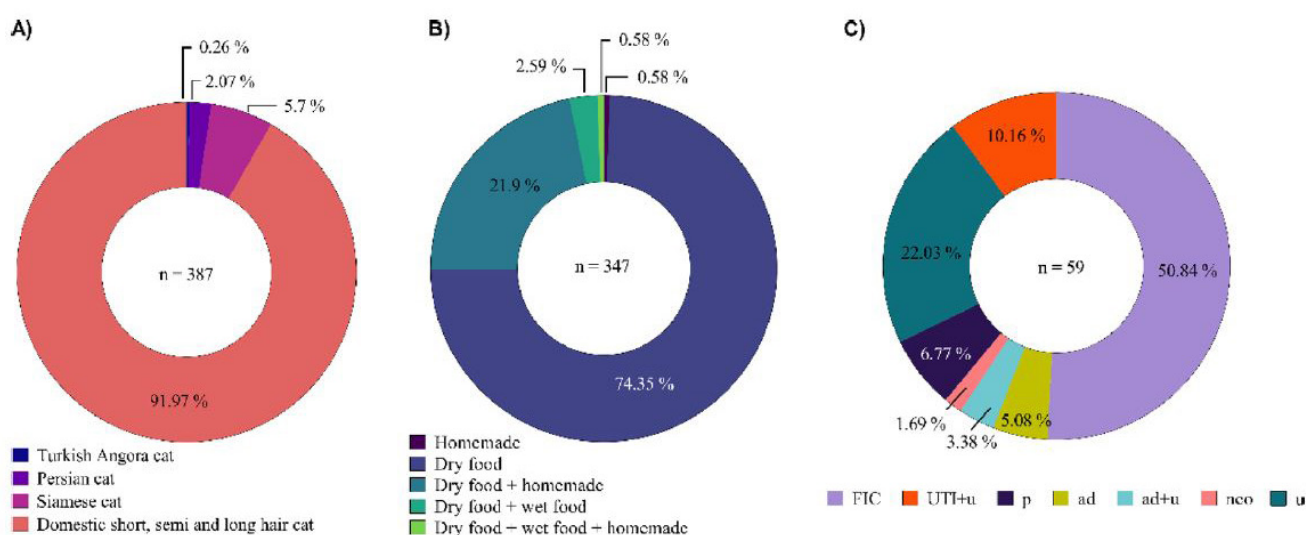 A)
0.26 %
2.07 %
5.7 %
n = 387
91.97 %
Turkish Angora cat
Persian cat
Siamese cat
Domestic short, semi and long hair cat
B)
0.58 %
2.59 %
0.58 %
21.9 %
n = 347
74.35 %
Homemade
Dry food
Dry food + homemade
Dry food + wet food
Dry food + wet food + homemade
C)
10.16 %
22.03 %
n = 59
50.84 %
6.77 %
1.69 %
3.38 %
5.08 %
FIC UTI+u p ad ad+u neo u